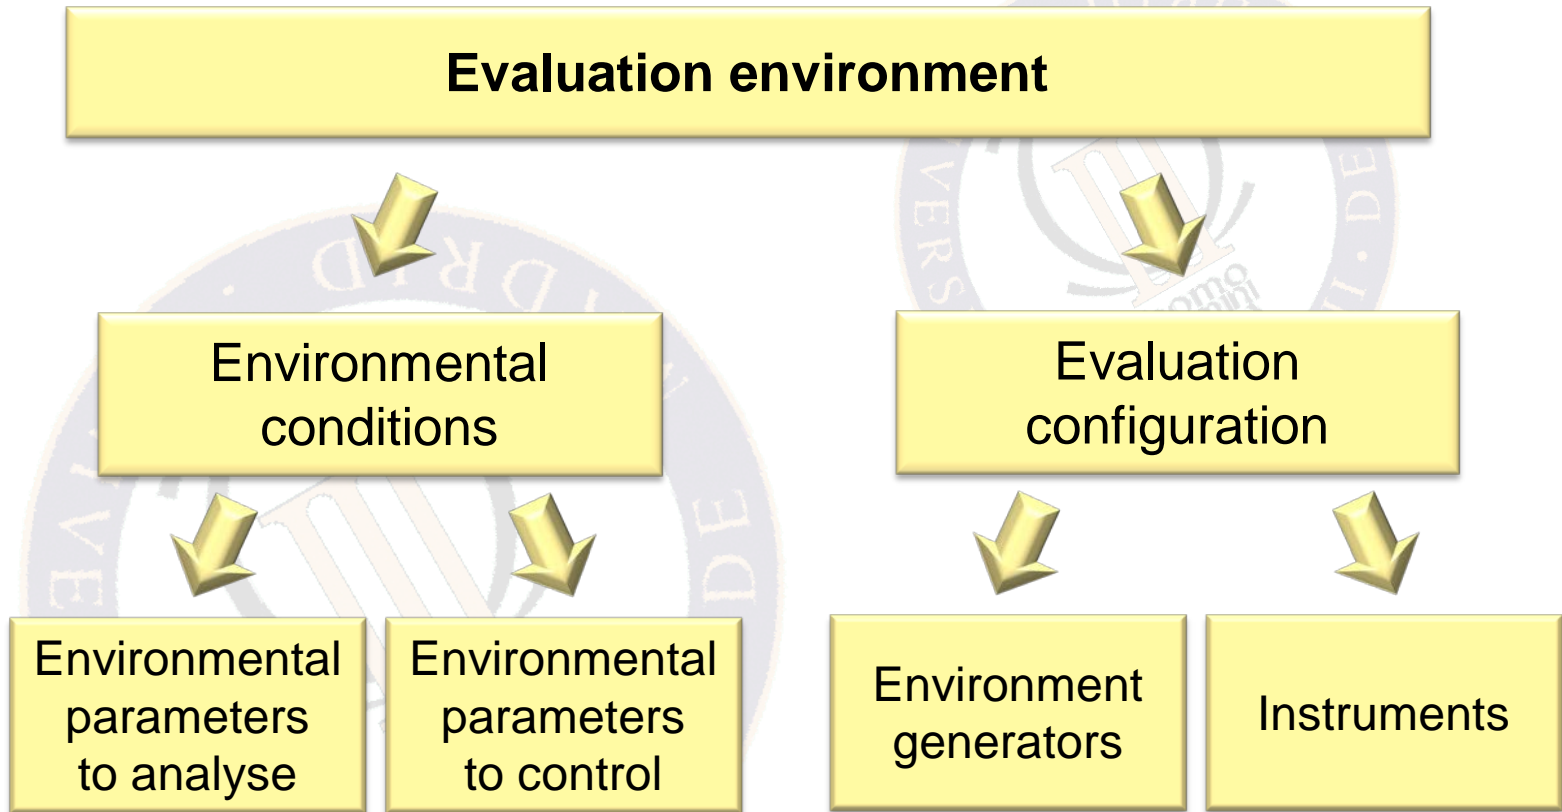 Evaluation environment
Environmental
conditions
Evaluation
configuration
Environmental
parameters
to analyse
Environmental
parameters
to control
Environment
generators
Instruments